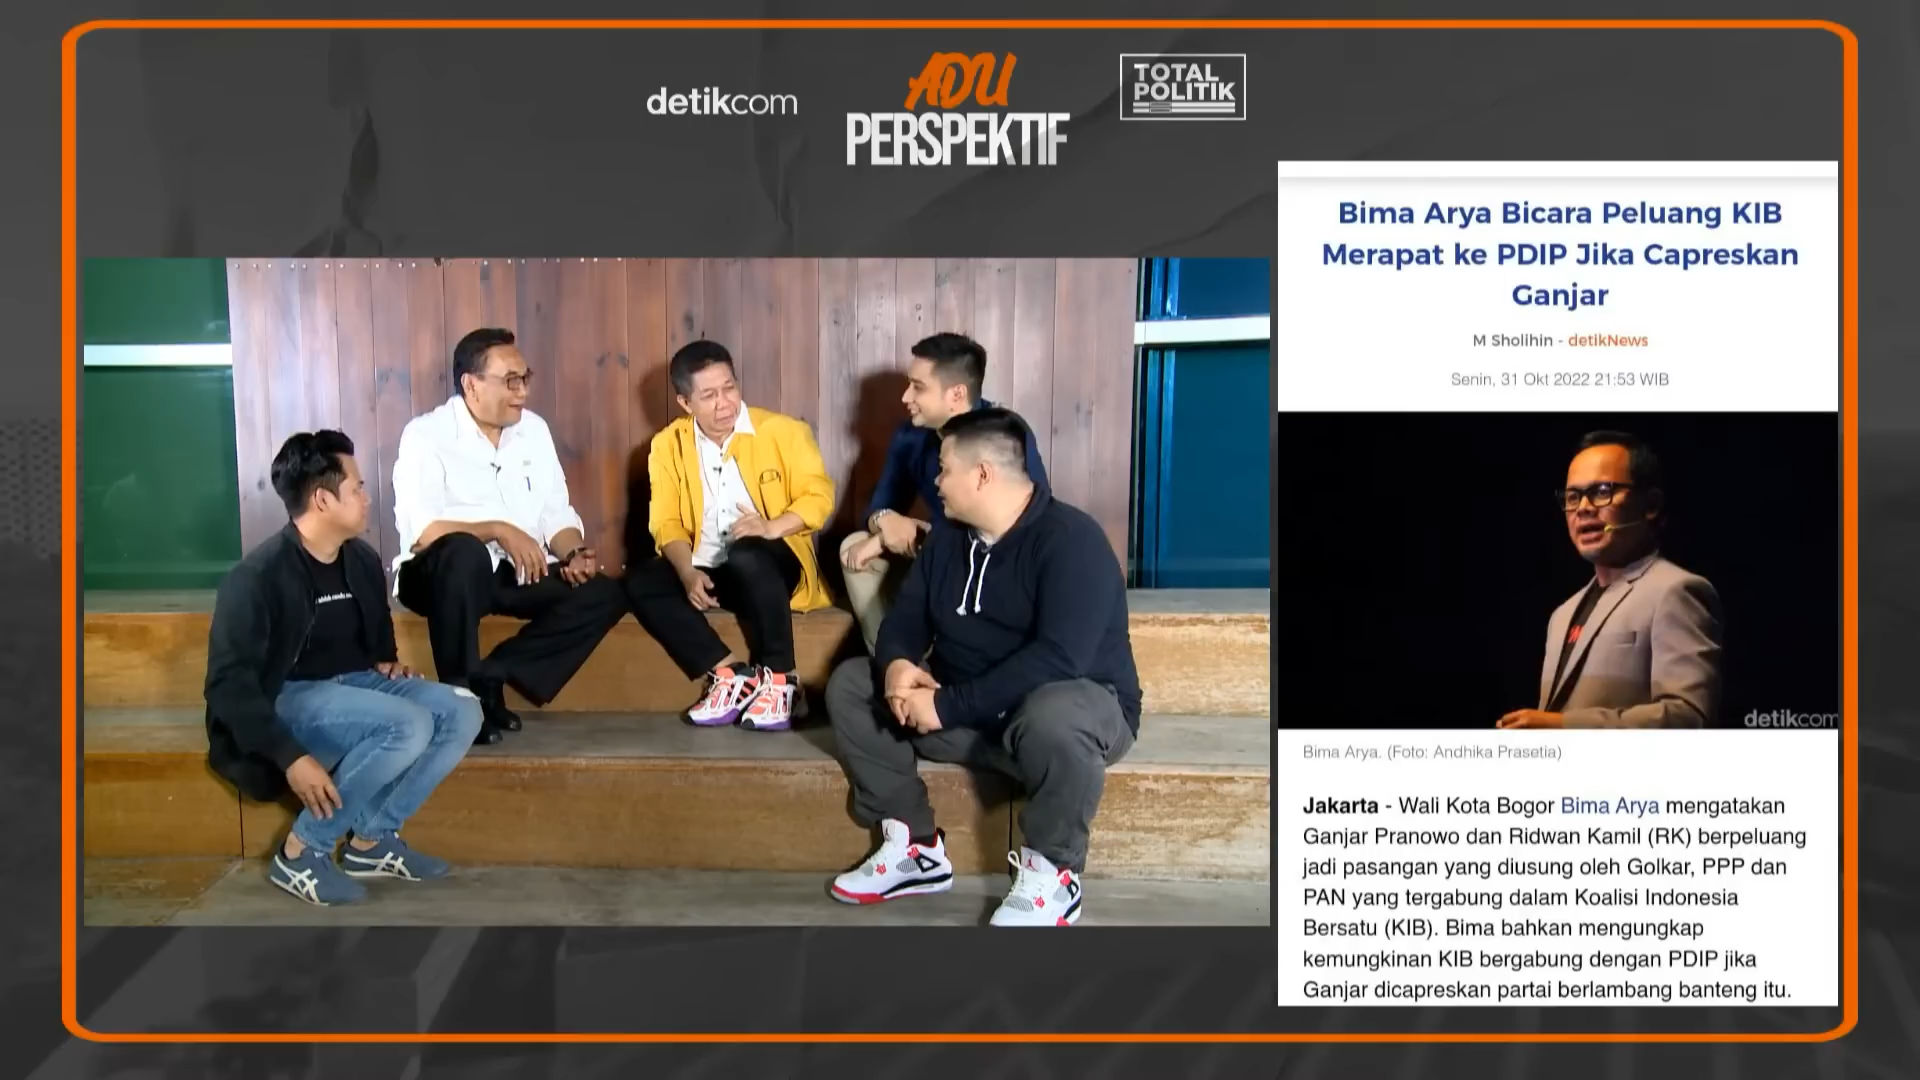 detikcom
ADU
PERSPEKTIF
TOTAL
POLITIK
Bima Arya Bicara Peluang KIB
Merapat ke PDIP Jika Capreskan
Ganjar
M Sholihin - detikNews
Senin, 31 Okt 2022 21:53 WIB
detikcom
Bima Arya. (Foto: Andhika Prasetia)
Jakarta - Wali Kota Bogor Bima Arya mengatakan
Ganjar Pranowo dan Ridwan Kamil (RK) berpeluang
jadi pasangan yang diusung oleh Golkar, PPP dan
PAN yang tergabung dalam Koalisi Indonesia
Bersatu (KIB). Bima bahkan mengungkap
kemungkinan KIB bergabung dengan PDIP jika
Ganjar dicapreskan partai berlambang banteng itu.